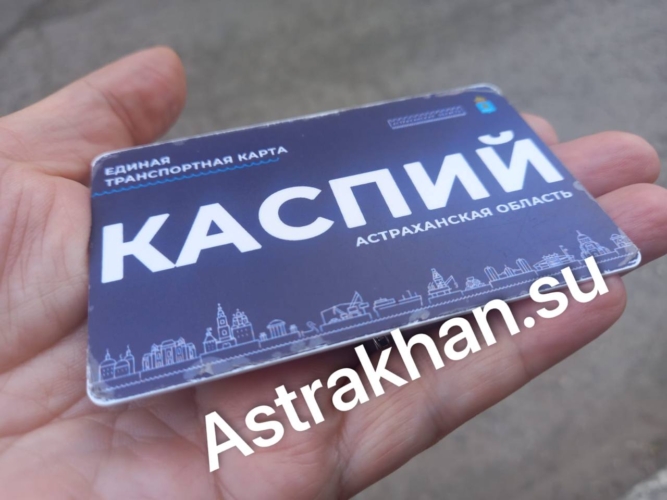 ЕДИНАЯ
ТРАНСПОРТНАЯ КАРТА
КАСПИЙ
АСТРАХАНСКАЯ ОБЛАСТЬ
Astrakhan.su